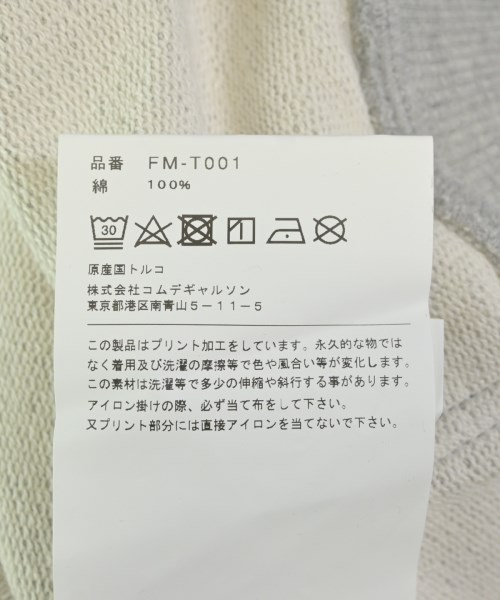 品番 FM-T001
綿 100%
30
原産国トルコ
株式会社コムデギャルソン
東京都港区南青山5-11-5
この製品はプリント加工をしています。永久的な物では
なく着用及び洗濯の摩擦等で色や風合い等が変化します。
この素材は洗濯等で多少の伸縮や斜行する事があります。
アイロン掛けの際、必ず当て布をして下さい。
又プリント部分には直接アイロンを当てないで下さい。